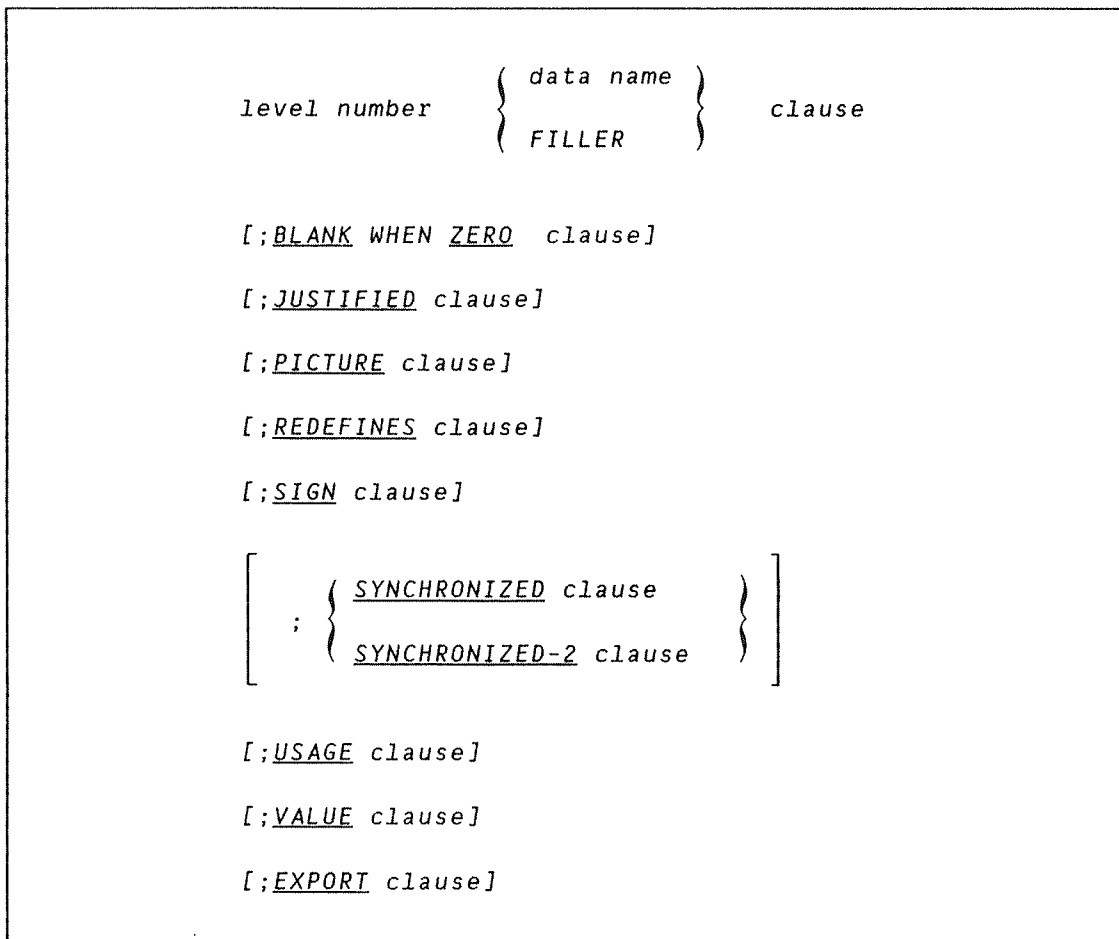 data name
level number clause
FILLER
[;BLANK WHEN ZERO clause]
[;JUSTIFIED clause]
[;PICTURE clause]
[;REDEFINES clause]
[;SIGN clause]
SYNCHRONIZED clause
;
SYNCHRONIZED-2 clause
[;USAGE clause]
[;VALUE clause]
[;EXPORT clause]